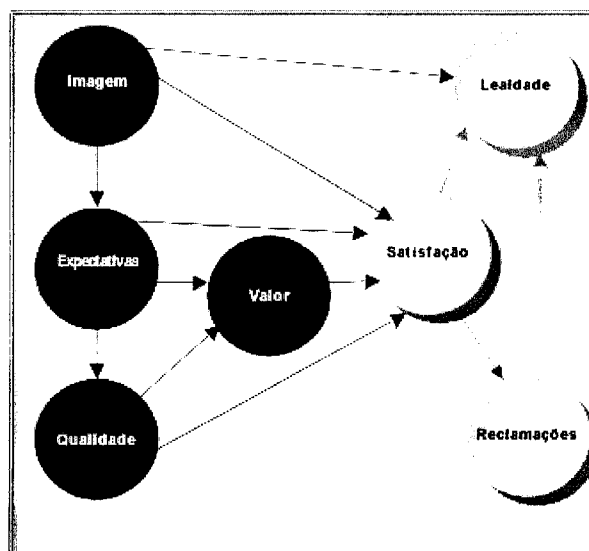 Imagem
Lealdade
Expectativas
Satisfação
Valor
Qualidade
Reclamações